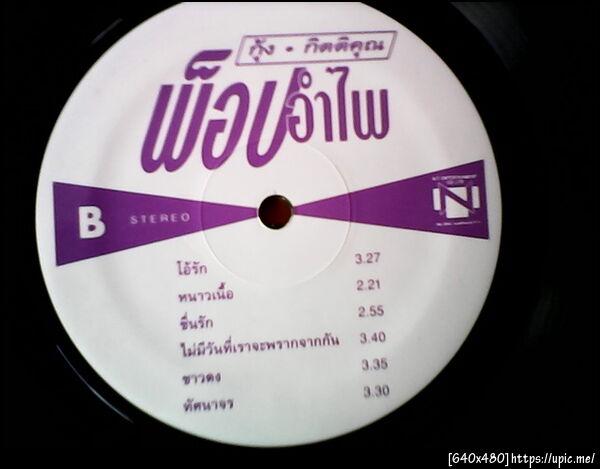 กุ้ง • กิตติคุณ
พ็อปอำไพ
B STEREO
N
โอ้รัก 3.27
หนาวเนื้อ 2.21
ชื่นรัก 2.55
ไม่มีวันที่เราจะพรากจากกัน 3.40
ชาวดง 3.35
ทัศนาจร 3.30
[640x480]https://upic.me/